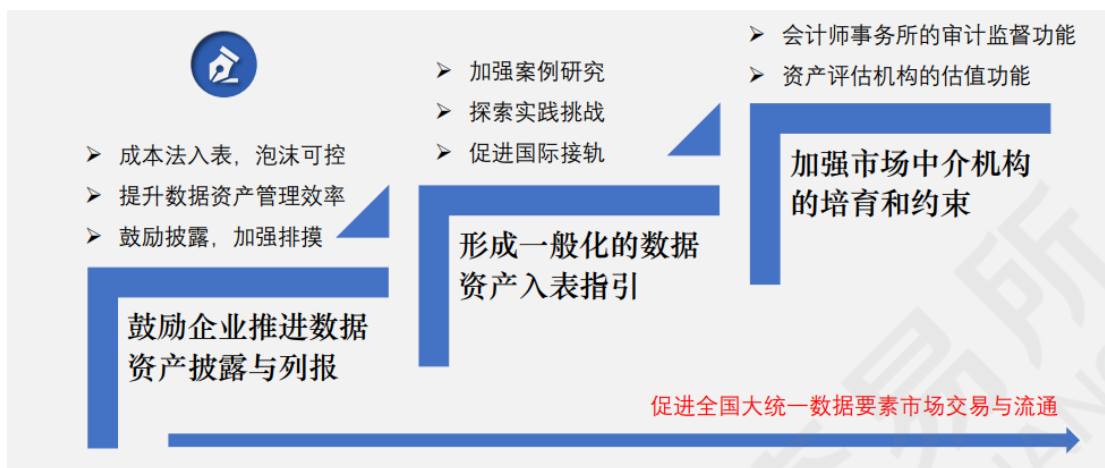 成本法入表，泡沫可控
提升数据资产管理效率
鼓励披露，加强排摸
鼓励企业推进数据
资产披露与列报
加强案例研究
探索实践挑战
促进国际接轨
形成一般化的数据
资产入表指引
会计师事务所的审计监督功能
资产评估机构的估值功能
加强市场中介机构
的培育和约束
促进全国大统一数据要素市场交易与流通
易所